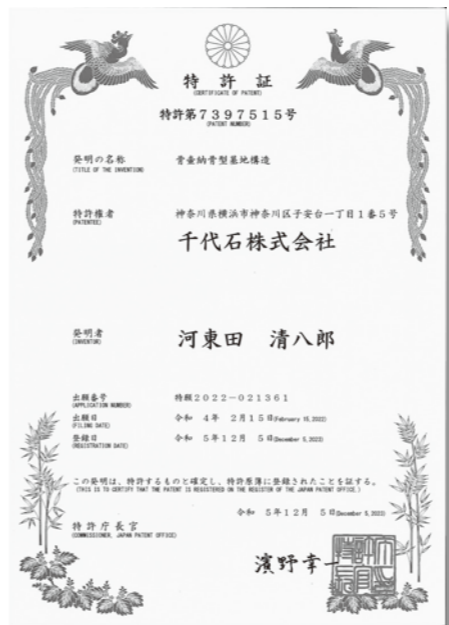 特許証
(CERTIFICATE OF PATENT)
特許第7397515号
(PATENT NUMBER)
発明の名称
(TITLE OF THE INVENTION)
骨壷納骨型墓地構造
特許権者
(PATENTEE)
神奈川県横浜市神奈川区子安台一丁目1番5号
千代石株式会社
発明者
(INVENTOR)
河東田 清八郎
出願番号
(APPLICATION NUMBER)
特願2022-021361
出願日
(FILING DATE)
令和 4年 2月15日(February 15,2022)
登録日
(REGISTRATION DATE)
令和 5年12月 5日(December 5,2023)
この発明は、特許するものと確定し、特許原簿に登録されたことを証する。
(THIS IS TO CERTIFY THAT THE PATENT IS REGISTERED ON THE REGISTER OF THE JAPAN PATENT OFFICE.)
令和 5年12月 5日(December 5,2023)
特許庁長官
(COMMISSIONER, JAPAN PATENT OFFICE)
濱野幸一